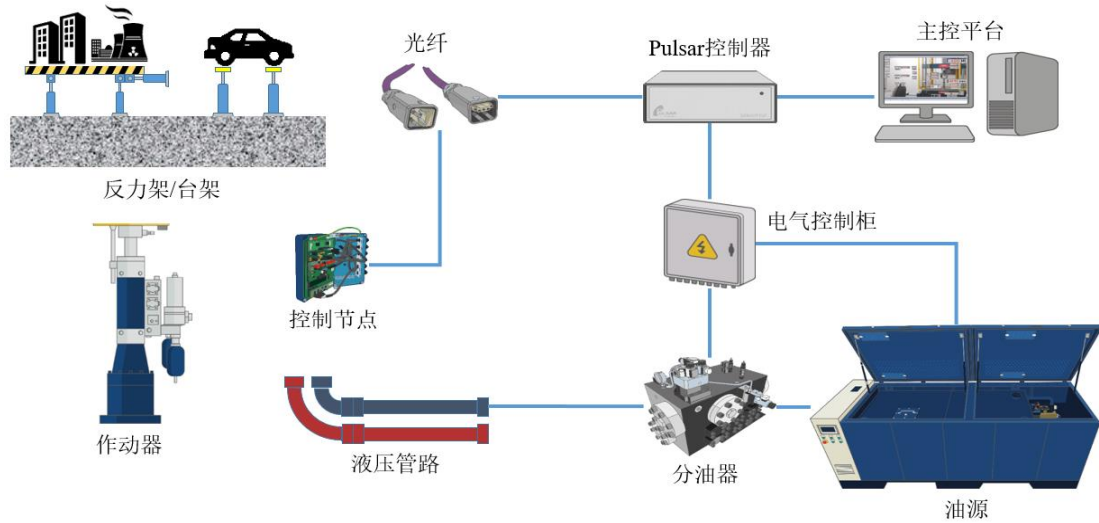 光纤
Pulsar控制器
主控平台
反力架/台架
电气控制柜
控制节点
作动器
液压管路
分油器
油源